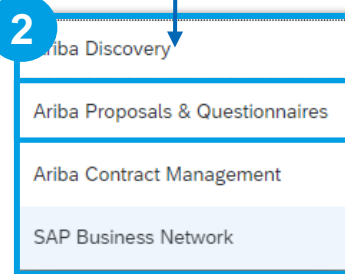 2
Ariba Discovery
Ariba Proposals & Questionnaires
Ariba Contract Management
SAP Business Network